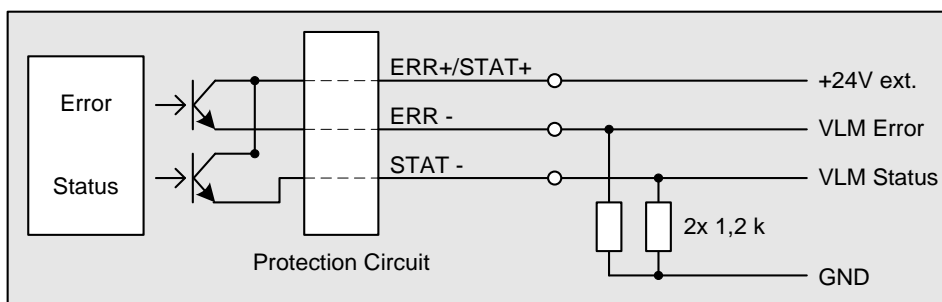 Error
Status
ERR+/STAT+
ERR -
STAT -
+24V ext.
VLM Error
VLM Status
2x 1,2 k
GND
Protection Circuit